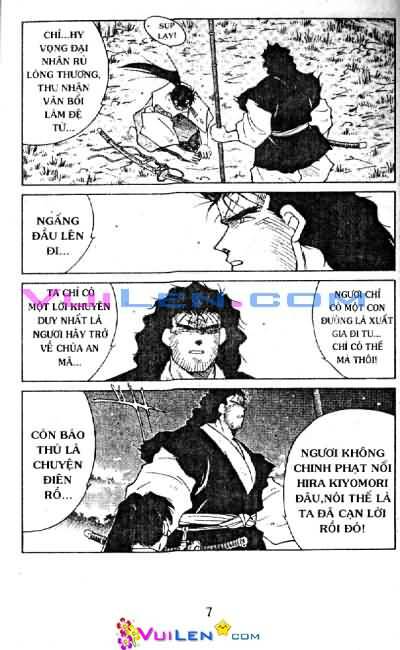 CHỈ...HY
VỌNG ĐẠI
NHÂN RỦ
LÒNG THƯƠNG,
THU NHẬN
VÃN BỐI
LÀM ĐỆ
TỬ...
SỤP
LẠY!
NGẨNG
ĐẦU LÊN
ĐI...
TA CHỈ CÓ
MỘT LỜI KHUYÊN
DUY NHẤT LÀ
NGƯƠI HÃY TRỞ
VỀ CHÙA AN
MÃ...
NGƯƠI CHỈ
CÓ MỘT CON
ĐƯỜNG LÀ XUẤT
GIA ĐI TU...
CHỈ CÓ THẾ
MÀ THÔI!
VUILEN.COM
CÒN BÁO
THÙ LÀ
CHUYỆN
ĐIÊN
RỒ...
NGƯƠI KHÔNG
CHINH PHẠT NỔI
HIRA KIYOMORI
ĐÂU,NÓI THẾ LÀ
TA ĐÃ CẠN LỜI
RỒI ĐÓ!
7
VUILEN
.COM